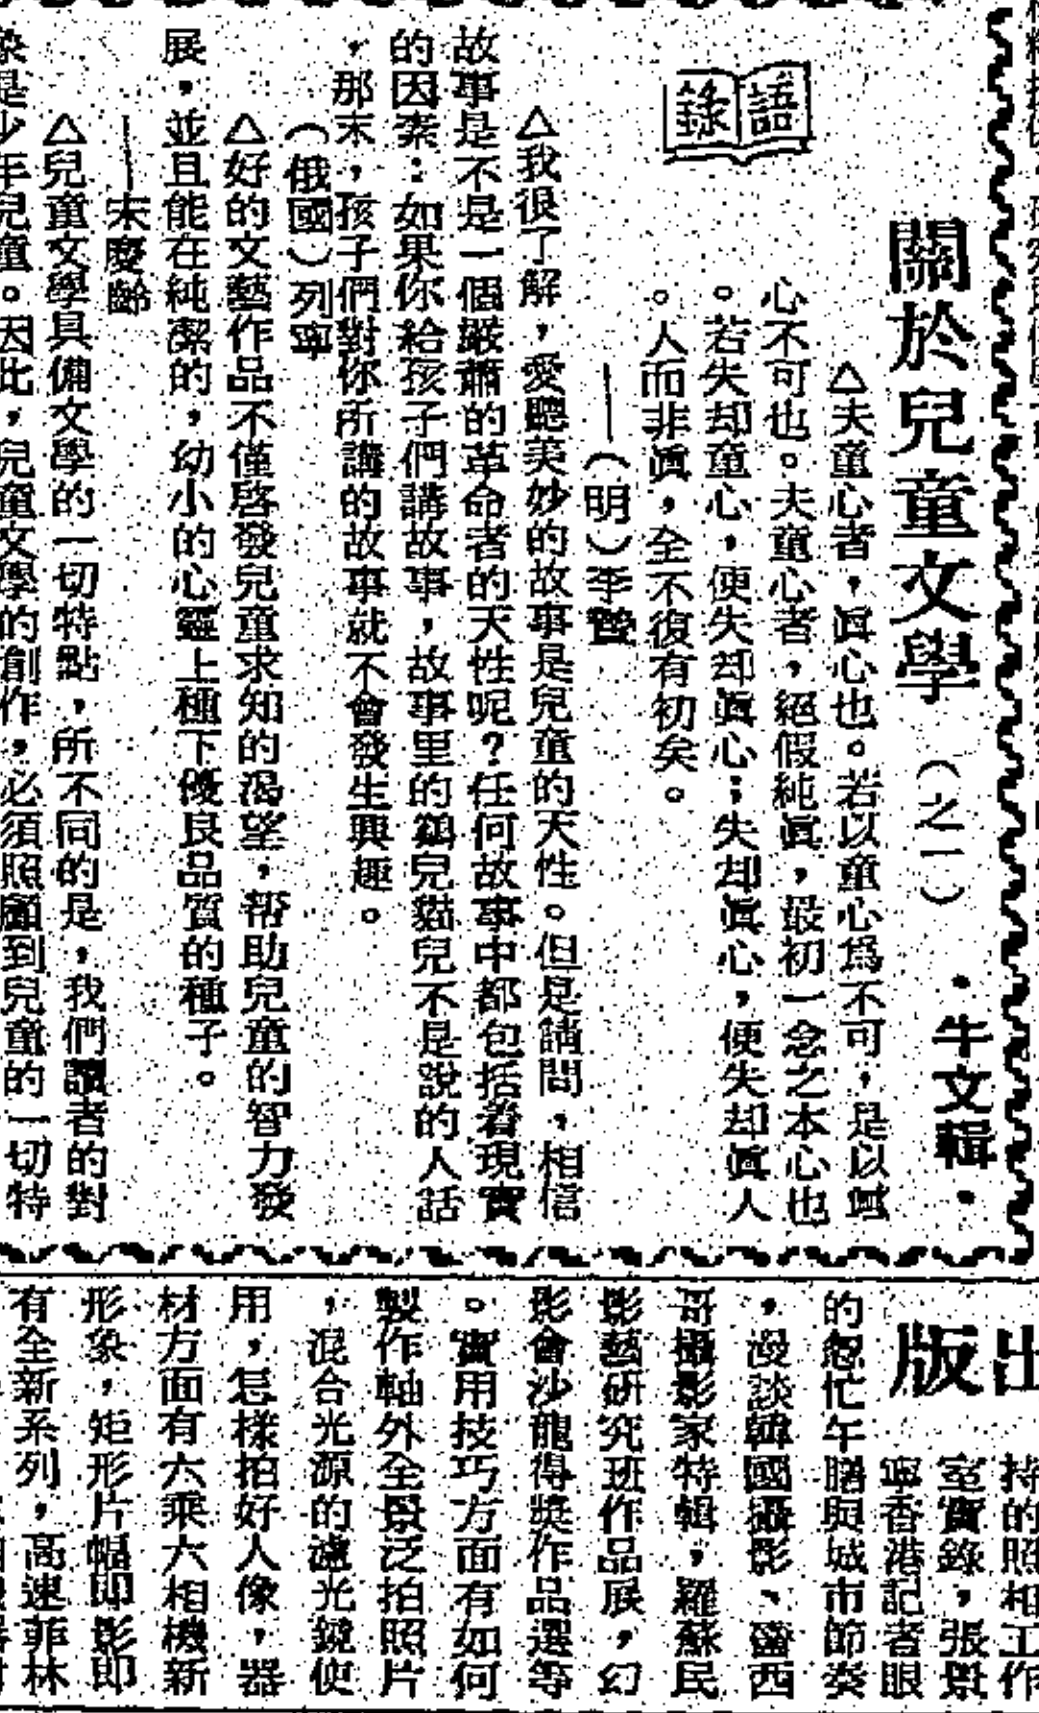 語錄
關於兒童文學（之一）
・牛文輯・
△夫童心者，眞心也。若以童心爲不可，是以眞
心不可也。夫童心者，絕假純眞，最初一念之本心也
。若失却童心，便失却眞心；失却眞心，便失却眞人
。人而非眞，全不復有初矣。
——（明）李贄
△我很了解，愛聽美妙的故事是兒童的天性。但是請問，相信
故事是不是一個嚴肅的革命者的天性呢？任何故事中都包括着現實
的因素：如果你給孩子們講故事，故事里的鷄兒貓兒不是說的人話
，那末，孩子們對你所講的故事就不會發生興趣。
（俄國）列寧
△好的文藝作品不僅啓發兒童求知的渴望，帮助兒童的智力發
展，並且能在純潔的，幼小的心靈上種下優良品質的種子。
——宋慶齡
△兒童文學具備文學的一切特點，所不同的是，我們讀者的對
象是少年兒童。因此，兒童文學的創作，必須照顧到兒童的一切特
出版
持的照相工作
室實錄，張景
寧香港記者眼
的怱忙午膳與城市節奏
，漫談韓國攝影、盧西
哥攝影家特輯，羅蘇民
影藝研究班作品展，幻
影會沙龍得獎作品選等
。實用技巧方面有如何
製作軸外全景泛拍照片
，混合光源的濾光鏡使
用，怎樣拍好人像，器
材方面有六乘六相機新
形象，矩形片幅即影即
有全新系列，高速菲林